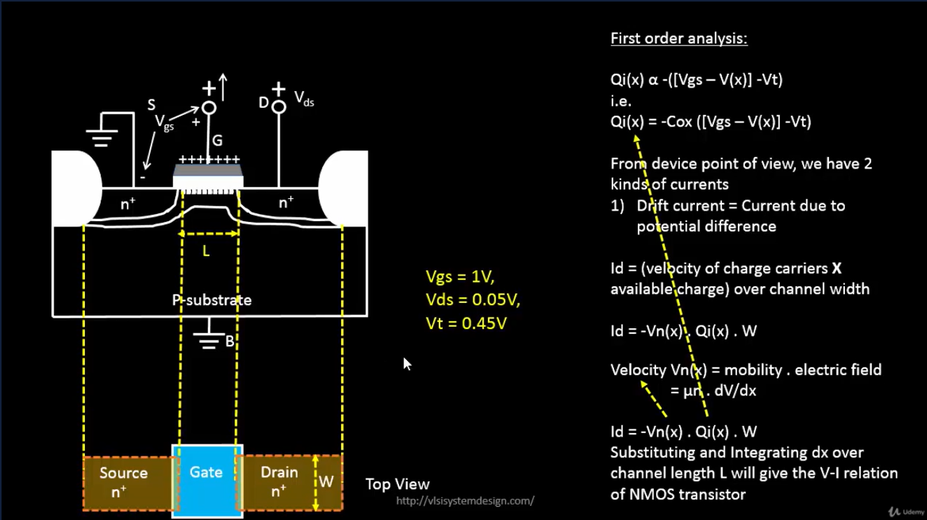 First order analysis:
Qi(x) α -([Vgs – V(x)] -Vt)
i.e.
Qi(x) = -Cox ([Vgs – V(x)] -Vt)
From device point of view, we have 2
kinds of currents
1) Drift current = Current due to
potential difference
Id = (velocity of charge carriers X
available charge) over channel width
Id = -Vn(x) . Qi(x) . W
Velocity Vn(x) = mobility . electric field
= μn . dV/dx
Id = -Vn(x) . Qi(x) . W
Substituting and Integrating dx over
channel length L will give the V-I relation
of NMOS transistor
S
Vgs
+
+
-
G
+
D
Vds
+++++++
n⁺
n⁺
L
P-substrate
B
Vgs = 1V,
Vds = 0.05V,
Vt = 0.45V
Source
n⁺
Gate
Drain
n⁺
W
Top View
http://vlsisystemdesign.com/
Udemy